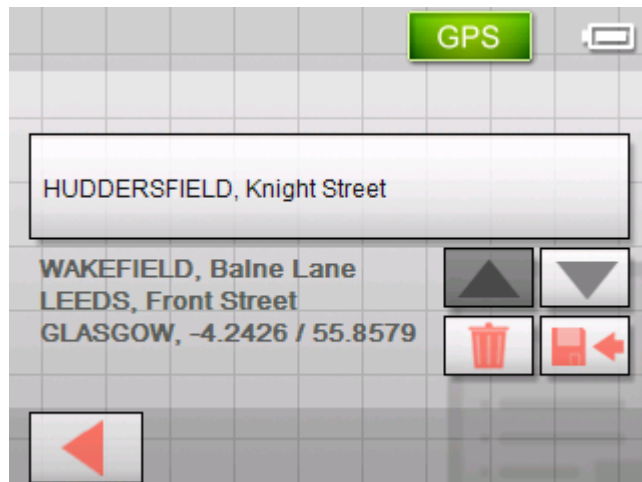 GPS
HUDDERSFIELD, Knight Street
WAKEFIELD, Balne Lane
LEEDS, Front Street
GLASGOW, -4.2426 / 55.8579